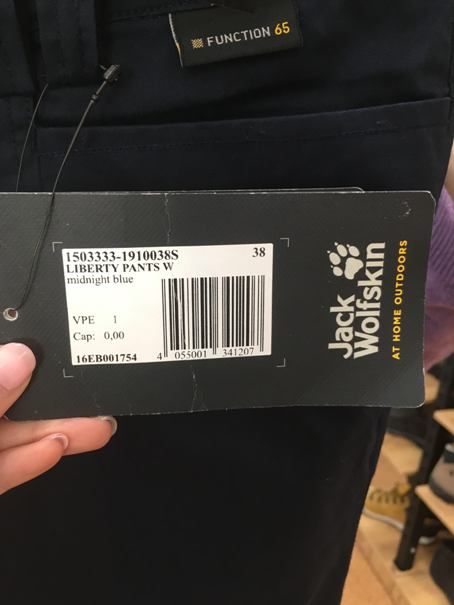 FUNCTION 65
1503333-1910038S 38
LIBERTY PANTS W
midnight blue
VPE 1
Cap: 0,00
16EB001754
4 055001 341207
Jack
Wolfskin
AT HOME OUTDOORS